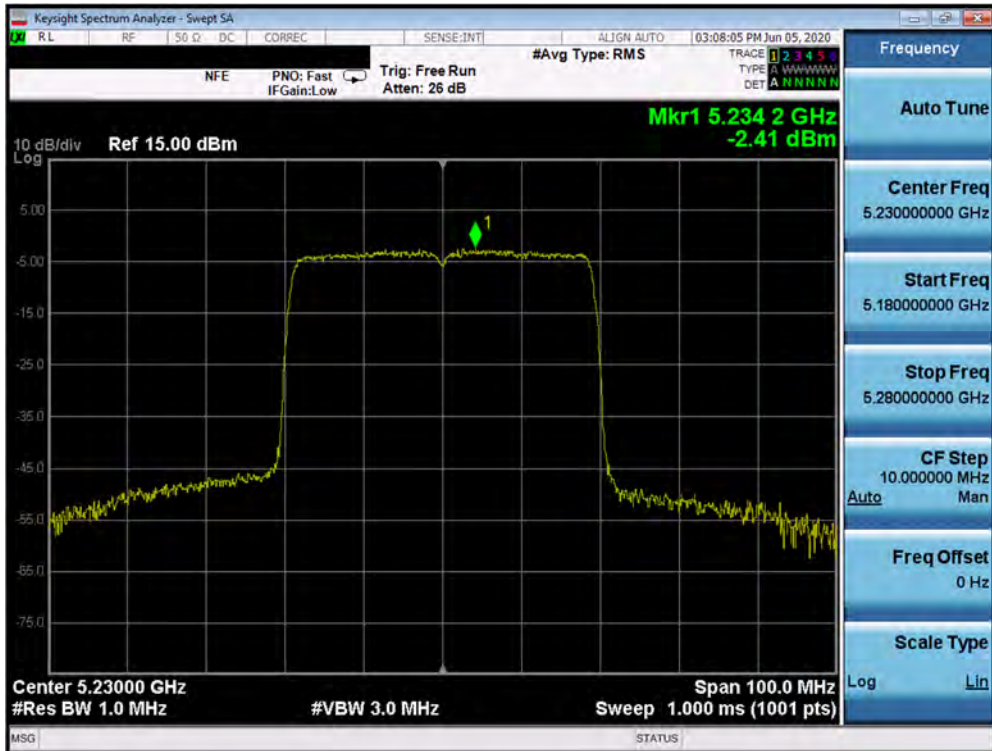 Keysight Spectrum Analyzer - Swept SA
LXI RL RF 50 Ω DC CORREC SENSE:INT ALIGN AUTO 03:08:05 PM Jun 05, 2020
#Avg Type: RMS TRACE 1 2 3 4 5 6
NFE PNO: Fast Trig: Free Run TYPE A WWWWW
IFGain:Low Atten: 26 dB DET A N N N N N
Frequency
Auto Tune
Mkr1 5.234 2 GHz
-2.41 dBm
10 dB/div Ref 15.00 dBm
Log
1
5.00
-5.00
-15.0
-25.0
-35.0
-45.0
-55.0
-65.0
-75.0
Center Freq
5.230000000 GHz
Start Freq
5.180000000 GHz
Stop Freq
5.280000000 GHz
CF Step
10.000000 MHz
Auto Man
Freq Offset
0 Hz
Scale Type
Log Lin
Center 5.23000 GHz Span 100.0 MHz
#Res BW 1.0 MHz #VBW 3.0 MHz Sweep 1.000 ms (1001 pts)
MSG STATUS